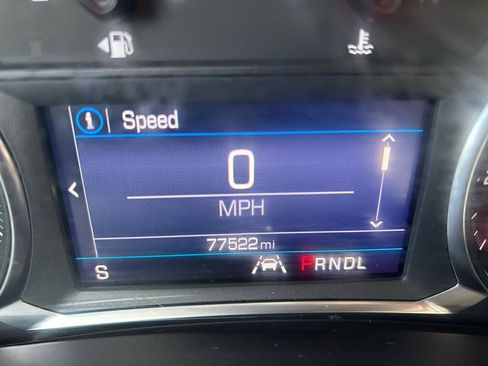 Speed
0
MPH
77522 mi
S PRNDL